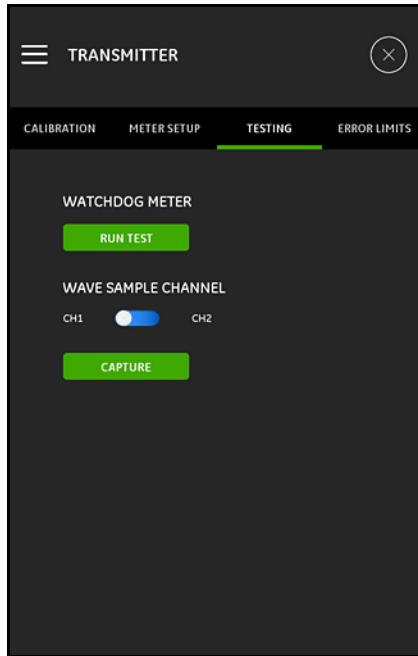 TRANSMITTER
CALIBRATION METER SETUP TESTING ERROR LIMITS
WATCHDOG METER
RUN TEST
WAVE SAMPLE CHANNEL
CH1 CH2
CAPTURE